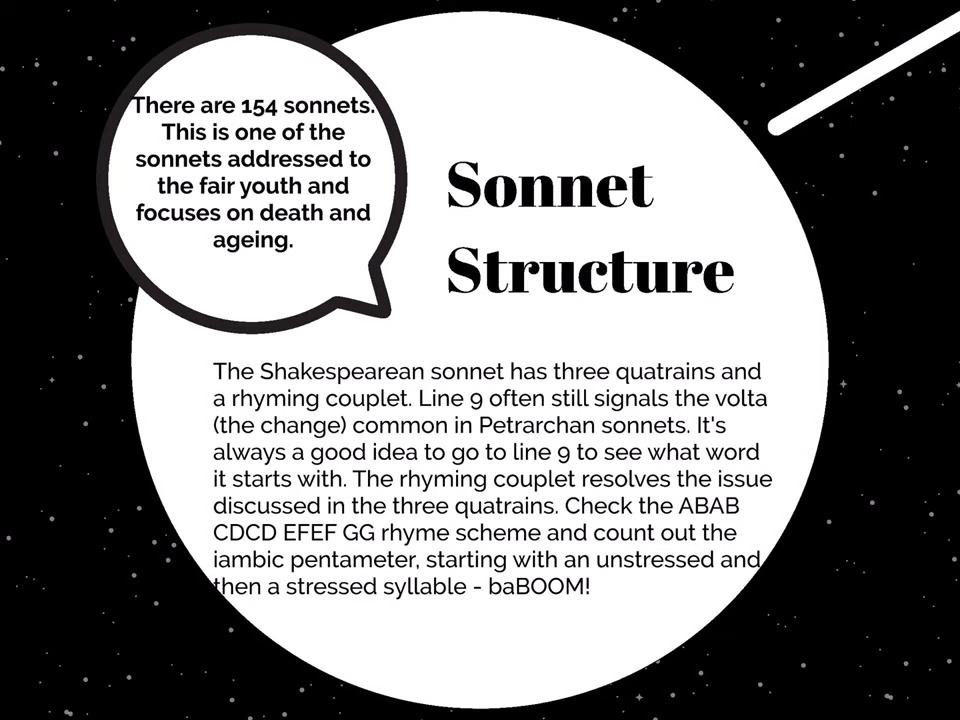 There are 154 sonnets.
This is one of the
sonnets addressed to
the fair youth and
focuses on death and
ageing.
Sonnet
Structure
The Shakespearean sonnet has three quatrains and
a rhyming couplet. Line 9 often still signals the volta
(the change) common in Petrarchan sonnets. It's
always a good idea to go to line 9 to see what word
it starts with. The rhyming couplet resolves the issue
discussed in the three quatrains. Check the ABAB
CDCD EFEF GG rhyme scheme and count out the
iambic pentameter, starting with an unstressed and
then a stressed syllable - baBOOM!